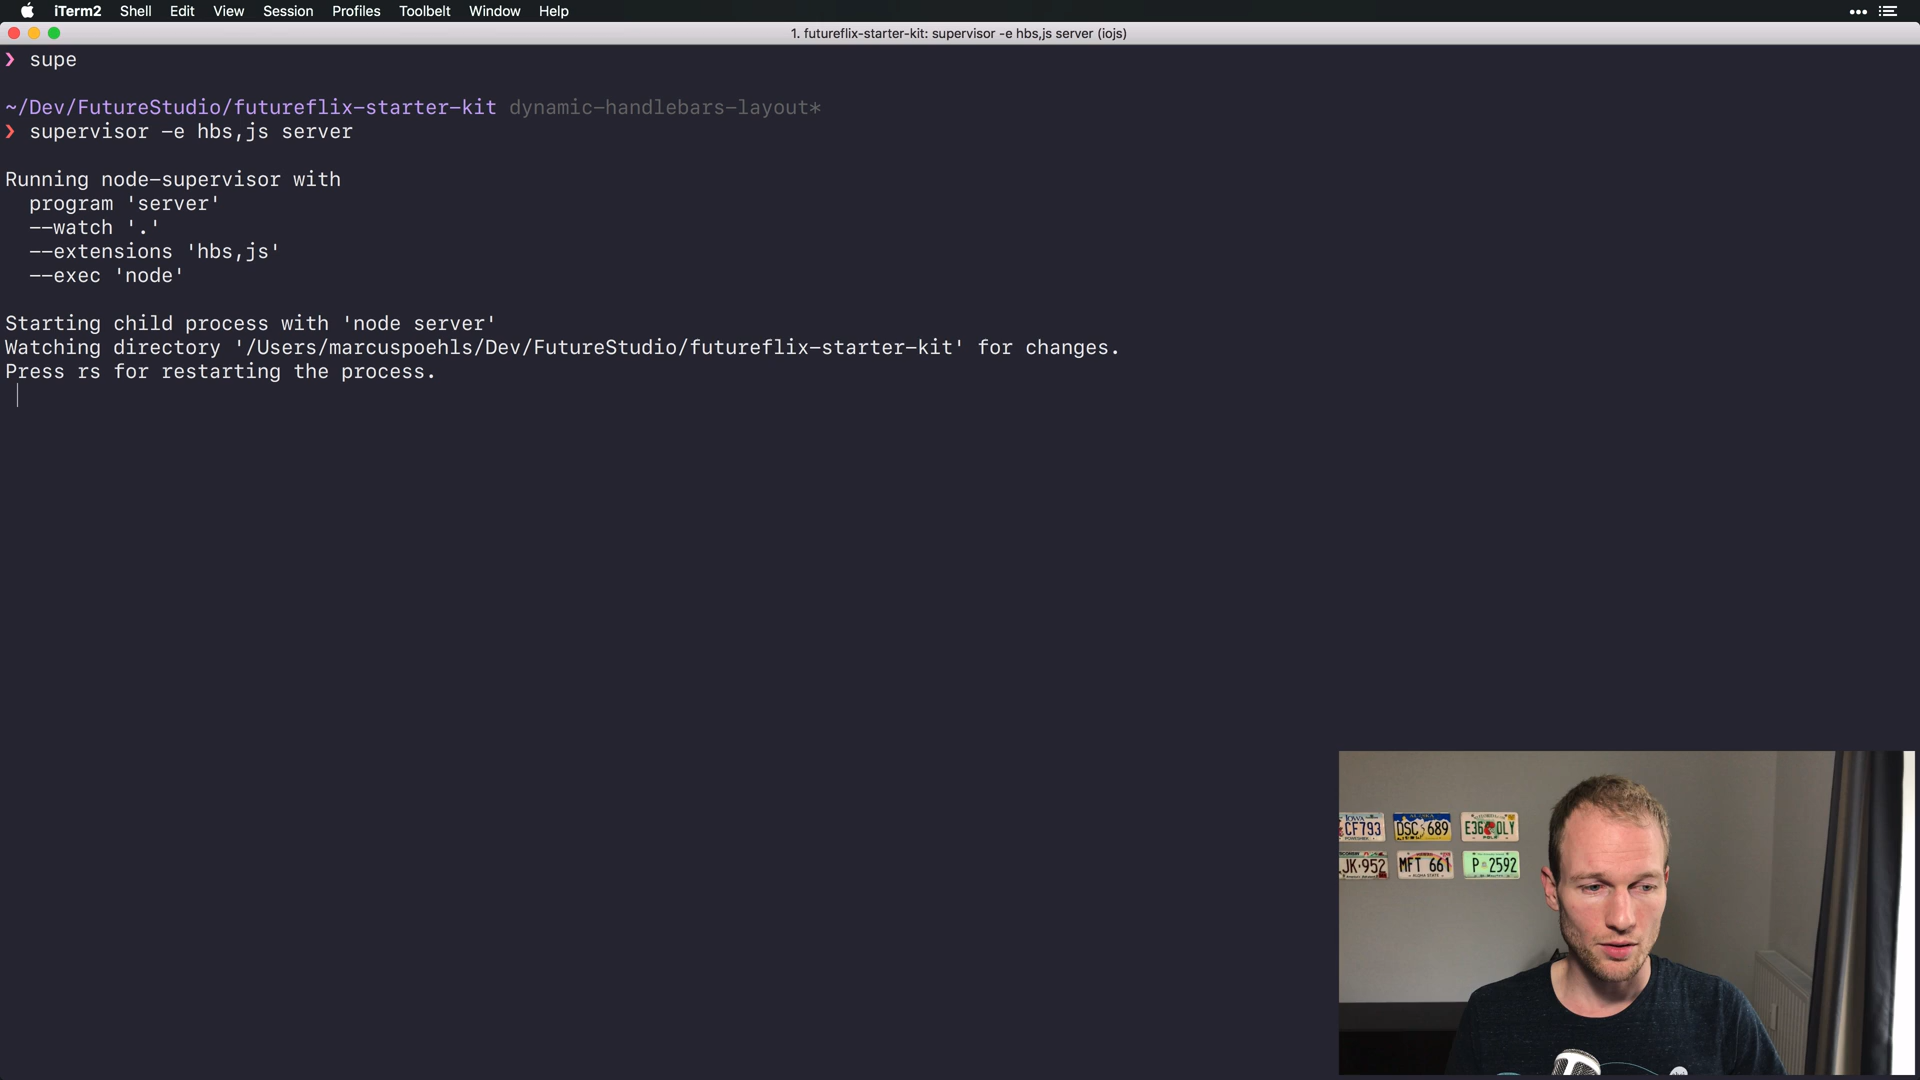 iTerm2 Shell Edit View Session Profiles Toolbelt Window Help
1. futureflix-starter-kit: supervisor -e hbs,js server (iojs)
❯ supe
~/Dev/FutureStudio/futureflix-starter-kit dynamic-handlebars-layout*
❯ supervisor -e hbs,js server
Running node-supervisor with
program 'server'
--watch '.'
--extensions 'hbs,js'
--exec 'node'
Starting child process with 'node server'
Watching directory '/Users/marcuspoehls/Dev/FutureStudio/futureflix-starter-kit' for changes.
Press rs for restarting the process.
IOWA
CF793
DSC 689
JK·952
MFT 661
P 2592